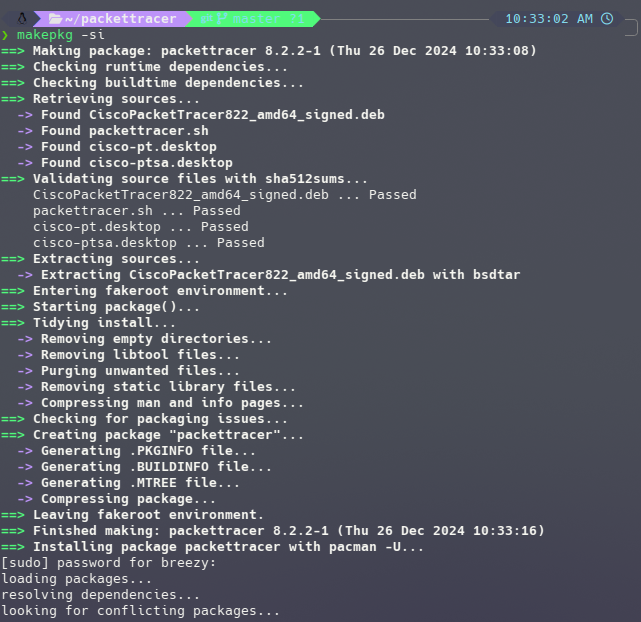 ~/packettracer master ?1 10:33:02 AM
❯ makepkg -si
==> Making package: packettracer 8.2.2-1 (Thu 26 Dec 2024 10:33:08)
==> Checking runtime dependencies...
==> Checking buildtime dependencies...
==> Retrieving sources...
-> Found CiscoPacketTracer822_amd64_signed.deb
-> Found packettracer.sh
-> Found cisco-pt.desktop
-> Found cisco-ptsa.desktop
==> Validating source files with sha512sums...
CiscoPacketTracer822_amd64_signed.deb ... Passed
packettracer.sh ... Passed
cisco-pt.desktop ... Passed
cisco-ptsa.desktop ... Passed
==> Extracting sources...
-> Extracting CiscoPacketTracer822_amd64_signed.deb with bsdtar
==> Entering fakeroot environment...
==> Starting package()...
==> Tidying install...
-> Removing empty directories...
-> Removing libtool files...
-> Purging unwanted files...
-> Removing static library files...
-> Compressing man and info pages...
==> Checking for packaging issues...
==> Creating package "packettracer"...
-> Generating .PKGINFO file...
-> Generating .BUILDINFO file...
-> Generating .MTREE file...
-> Compressing package...
==> Leaving fakeroot environment.
==> Finished making: packettracer 8.2.2-1 (Thu 26 Dec 2024 10:33:16)
==> Installing package packettracer with pacman -U...
[sudo] password for breezy:
loading packages...
resolving dependencies...
looking for conflicting packages...